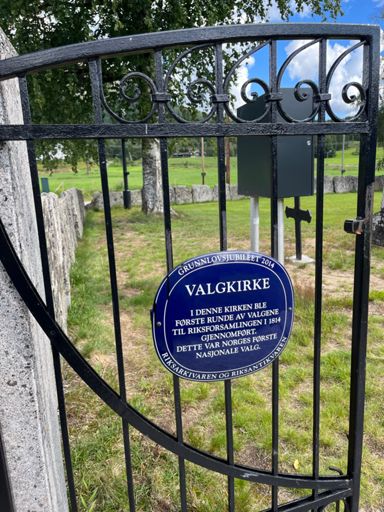 GRUNNLOVSJUBILEET 2014
VALGKIRKE
I DENNE KIRKEN BLE
FØRSTE RUNDE AV VALGENE
TIL RIKSFORSAMLINGEN I 1814
GJENNOMFØRT.
DETTE VAR NORGES FØRSTE
NASJONALE VALG.
RIKSARKIVAREN OG RIKSANTIKVAREN